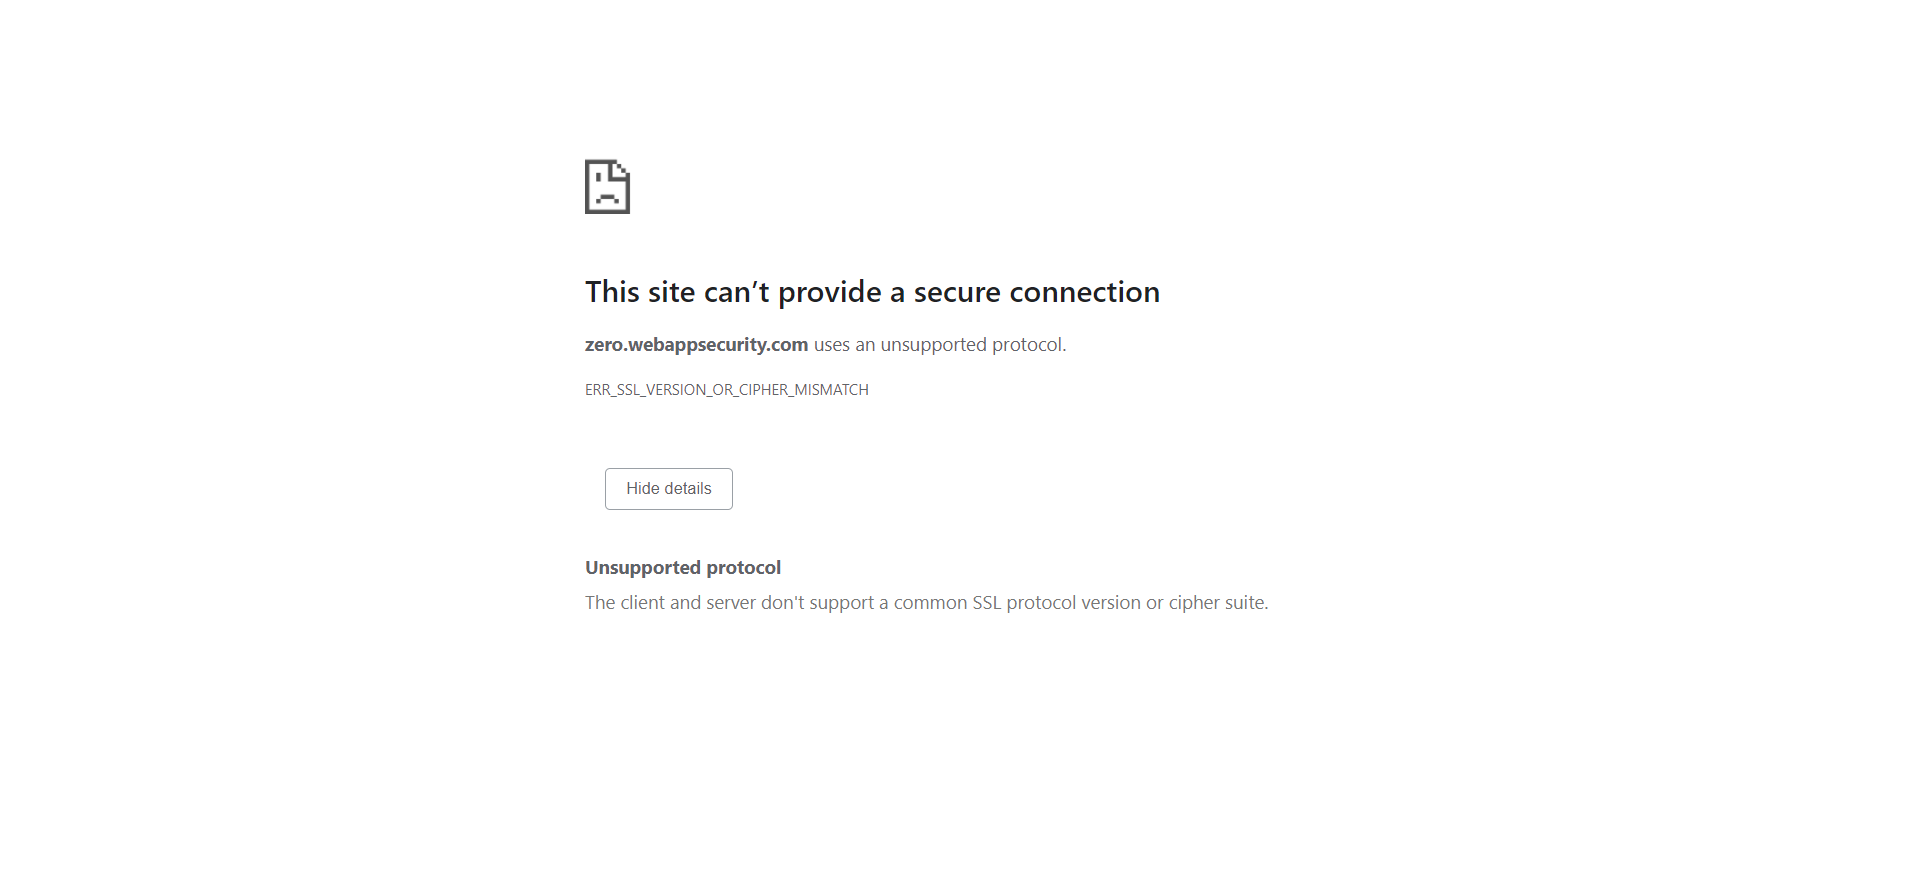 This site can’t provide a secure connection
zero.webappsecurity.com uses an unsupported protocol.
ERR_SSL_VERSION_OR_CIPHER_MISMATCH
Hide details
Unsupported protocol
The client and server don't support a common SSL protocol version or cipher suite.